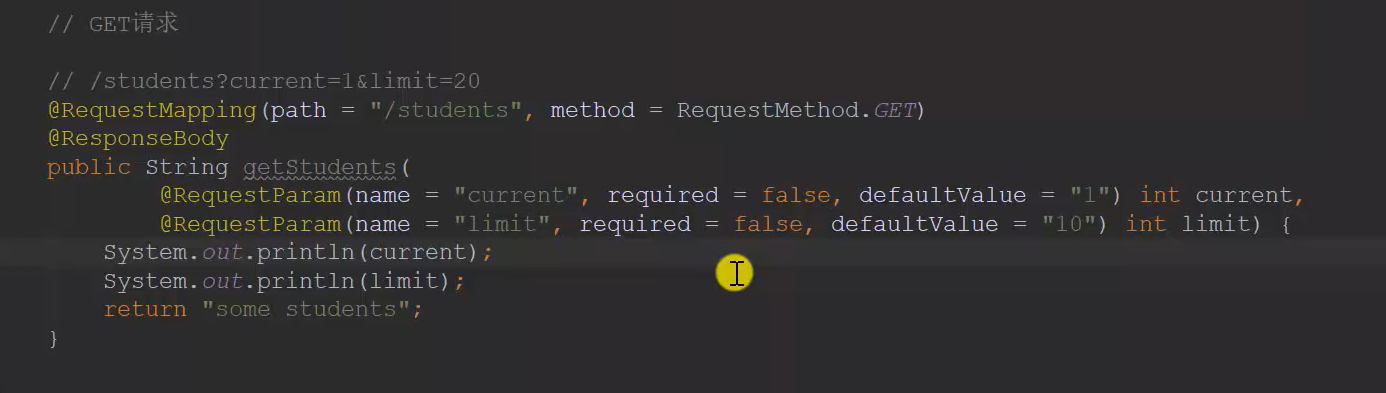 // GET请求
// /students?current=1&limit=20
@RequestMapping(path = "/students", method = RequestMethod.GET)
@ResponseBody
public String getStudents(
@RequestParam(name = "current", required = false, defaultValue = "1") int current,
@RequestParam(name = "limit", required = false, defaultValue = "10") int limit) {
System.out.println(current);
System.out.println(limit);
return "some students";
}